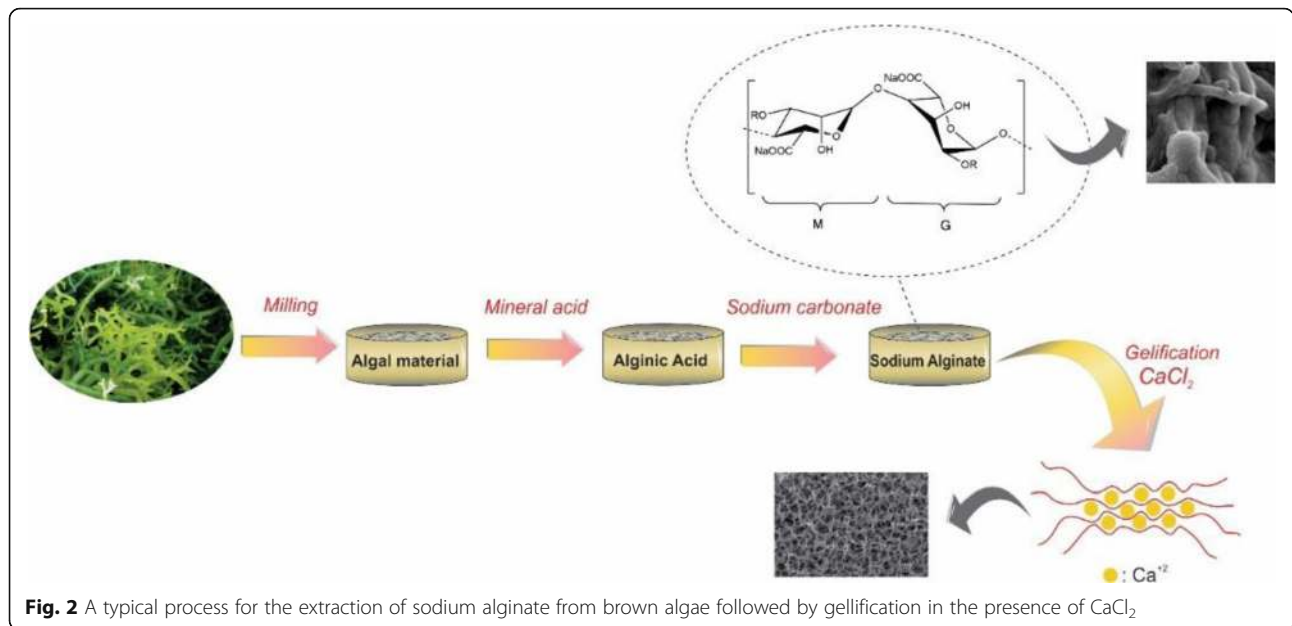 NaOOC
O
OH
RO
O
O
O
NaOOC
OH
OR
M
G
Milling
Mineral acid
Sodium carbonate
Algal material
Alginic Acid
Sodium Alginate
Gelification
CaCl₂
: Ca⁺²
Fig. 2 A typical process for the extraction of sodium alginate from brown algae followed by gellification in the presence of CaCl₂